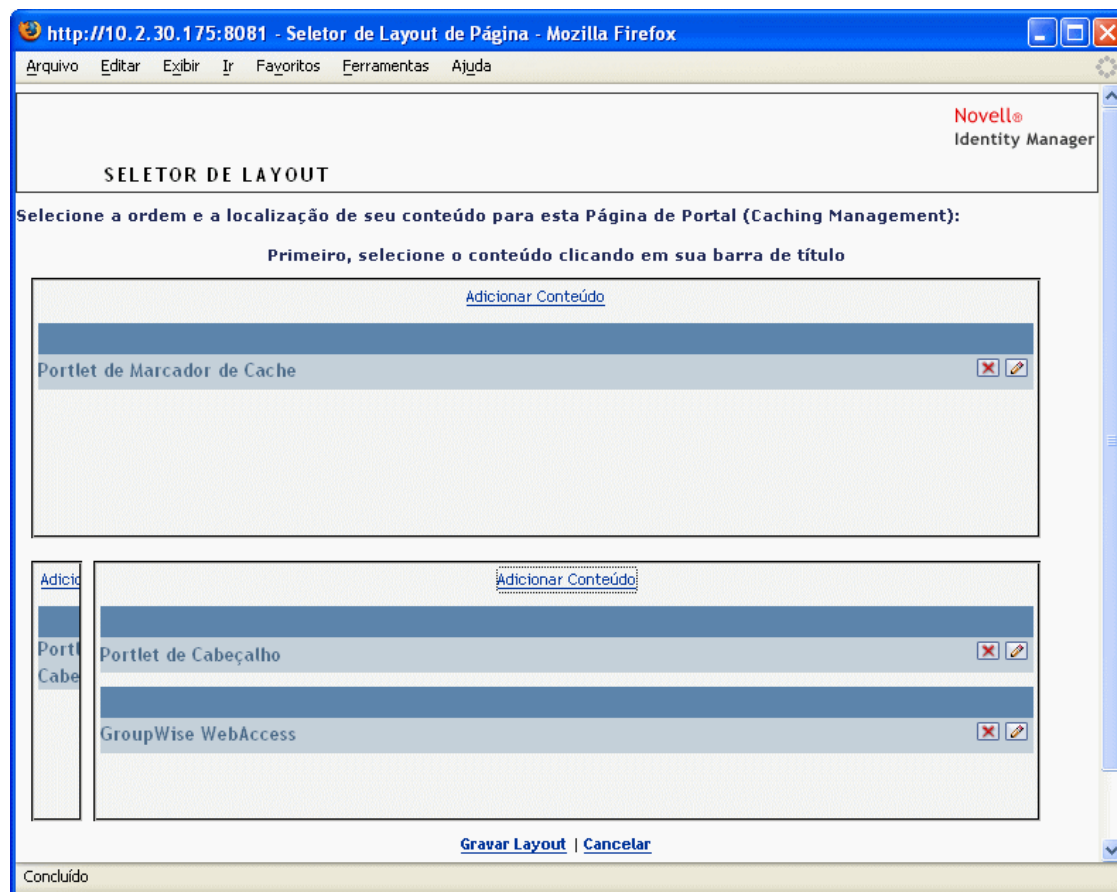 http://10.2.30.175:8081 - Seletor de Layout de Página - Mozilla Firefox
Arquivo Editar Exibir Ir Favoritos Ferramentas Ajuda
Novell®
Identity Manager
SELETOR DE LAYOUT
Selecione a ordem e a localização de seu conteúdo para esta Página de Portal (Caching Management):
Primeiro, selecione o conteúdo clicando em sua barra de título
Adicionar Conteúdo
Portlet de Marcador de Cache
Adicio
Portl
Cabe
Adicionar Conteúdo
Portlet de Cabeçalho
GroupWise WebAccess
Gravar Layout | Cancelar
Concluído